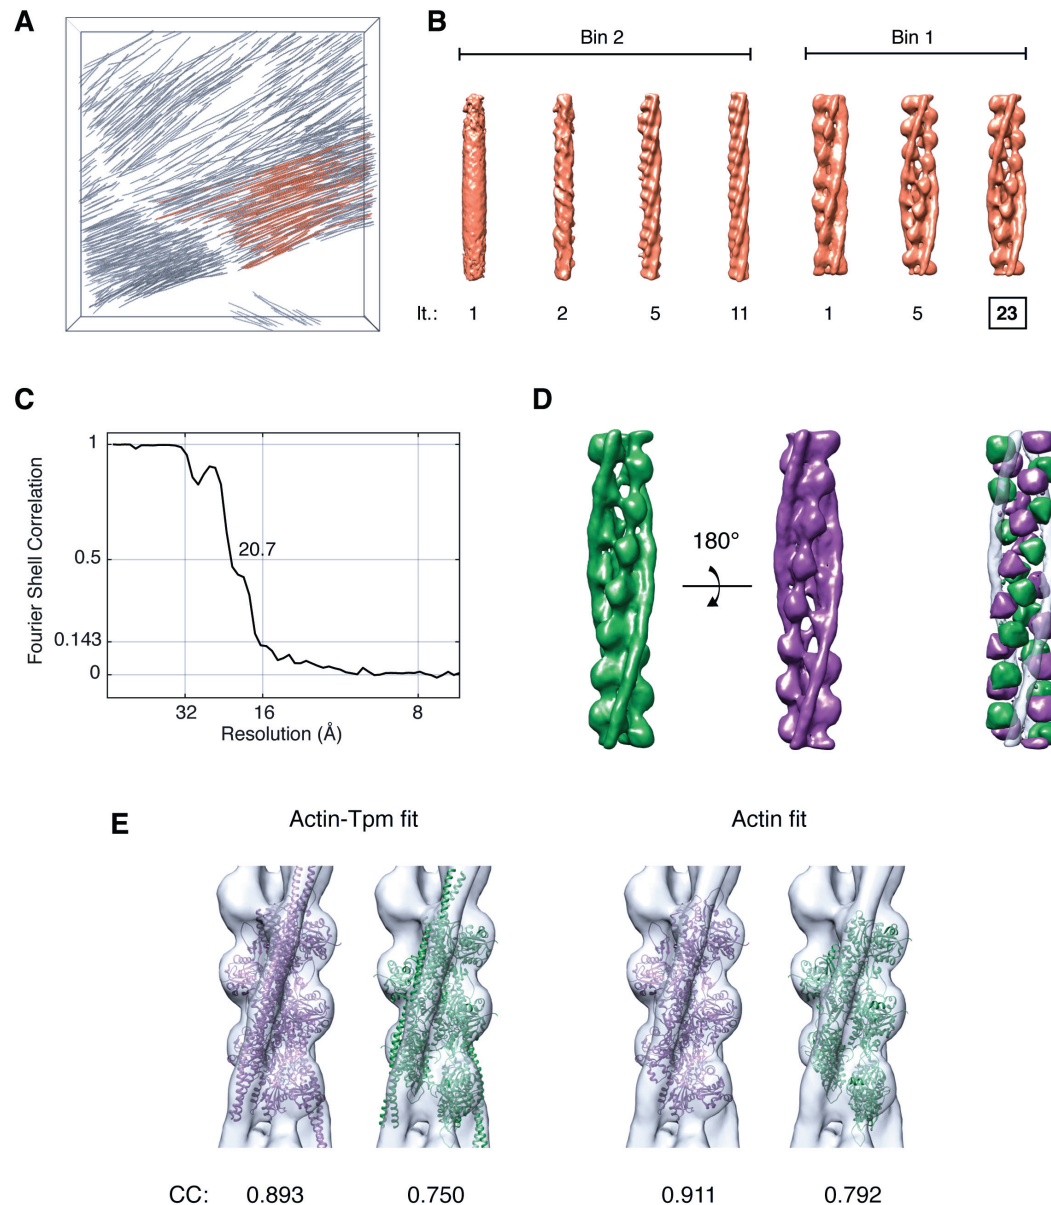 A
B
Bin 2
Bin 1
It.: 1 2 5 11 1 5 23
C
D
Fourier Shell Correlation
1
0.5
0.143
0
20.7
32 16 8
Resolution (Å)
180°
E
Actin-Tpm fit
Actin fit
CC: 0.893 0.750 0.911 0.792